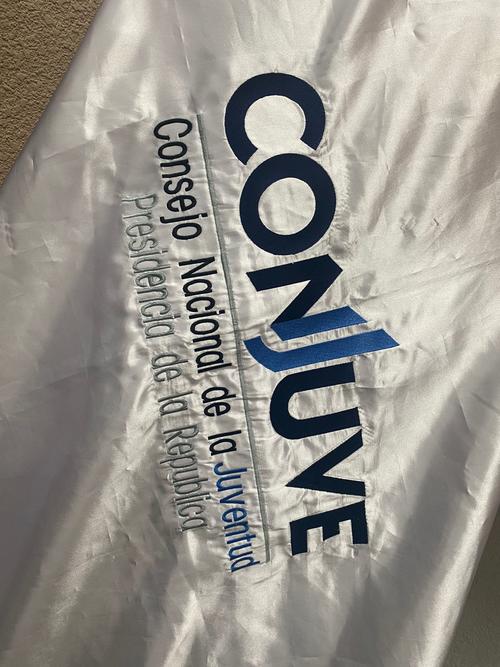 CONJUVE
Consejo Nacional de la Juventud
Presidencia de la República